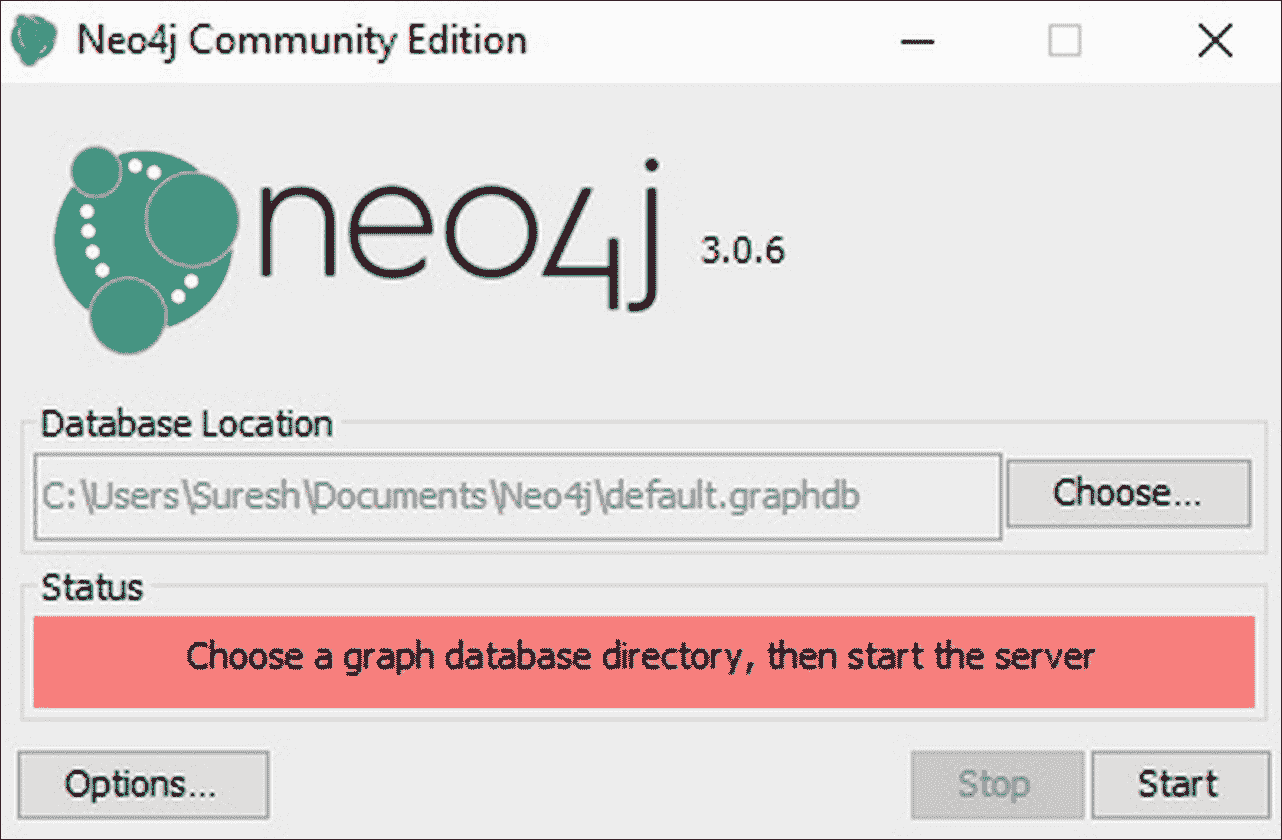 Neo4j Community Edition
neo4j 3.0.6
Database Location
C:\Users\Suresh\Documents\Neo4j\default.graphdb
Choose...
Status
Choose a graph database directory, then start the server
Options...
Stop
Start